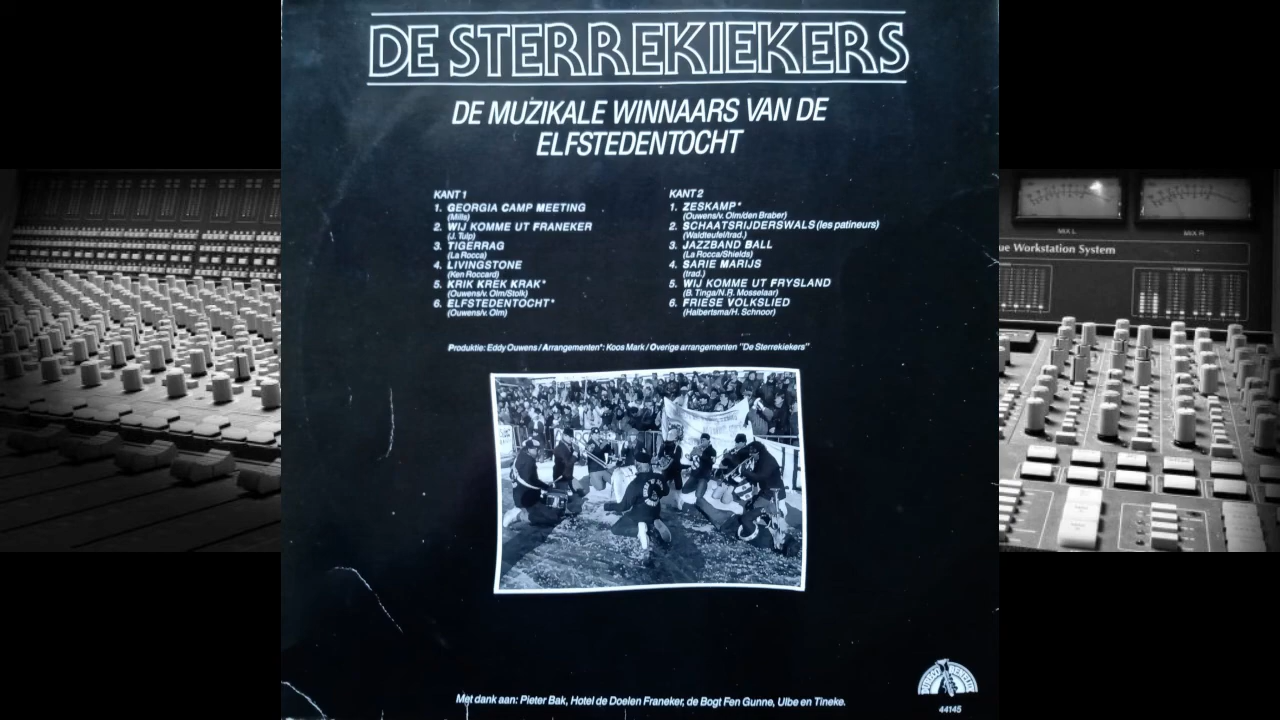 DE STERREKIEKERS
DE MUZIKALE WINNAARS VAN DE
ELFSTEDENTOCHT
KANT 1
1. GEORGIA CAMP MEETING
(Mills)
2. WIJ KOMME UT FRANEKER
(J. Tulp)
3. TIGERRAG
(La Rocca)
4. LIVINGSTONE
(Ken Roccard)
5. KRIK KREK KRAK*
(Ouwens/v. Olm/Stolk)
6. ELFSTEDENTOCHT*
(Ouwens/v. Olm)
KANT 2
1. ZESKAMP*
(Ouwens/v. Olm/den Braber)
2. SCHAATSRIJDERSWALS (les patineurs)
(Waldteufel/trad.)
3. JAZZBAND BALL
(La Rocca/Shields)
4. SARIE MARIJS
(trad.)
5. WIJ KOMME UT FRYSLAND
(B. Tinga/N.R. Mosselaar)
6. FRIESE VOLKSLIED
(Halbertsma/H. Schnoor)
Produktie: Eddy Ouwens / Arrangementen*: Koos Mark / Overige arrangementen "De Sterrekiekers"
Met dank aan: Pieter Bak, Hotel de Doelen Franeker, de Bogt Fen Gunne, Ulbe en Tineke.
44145
MIX L
MIX R
ue Workstation System